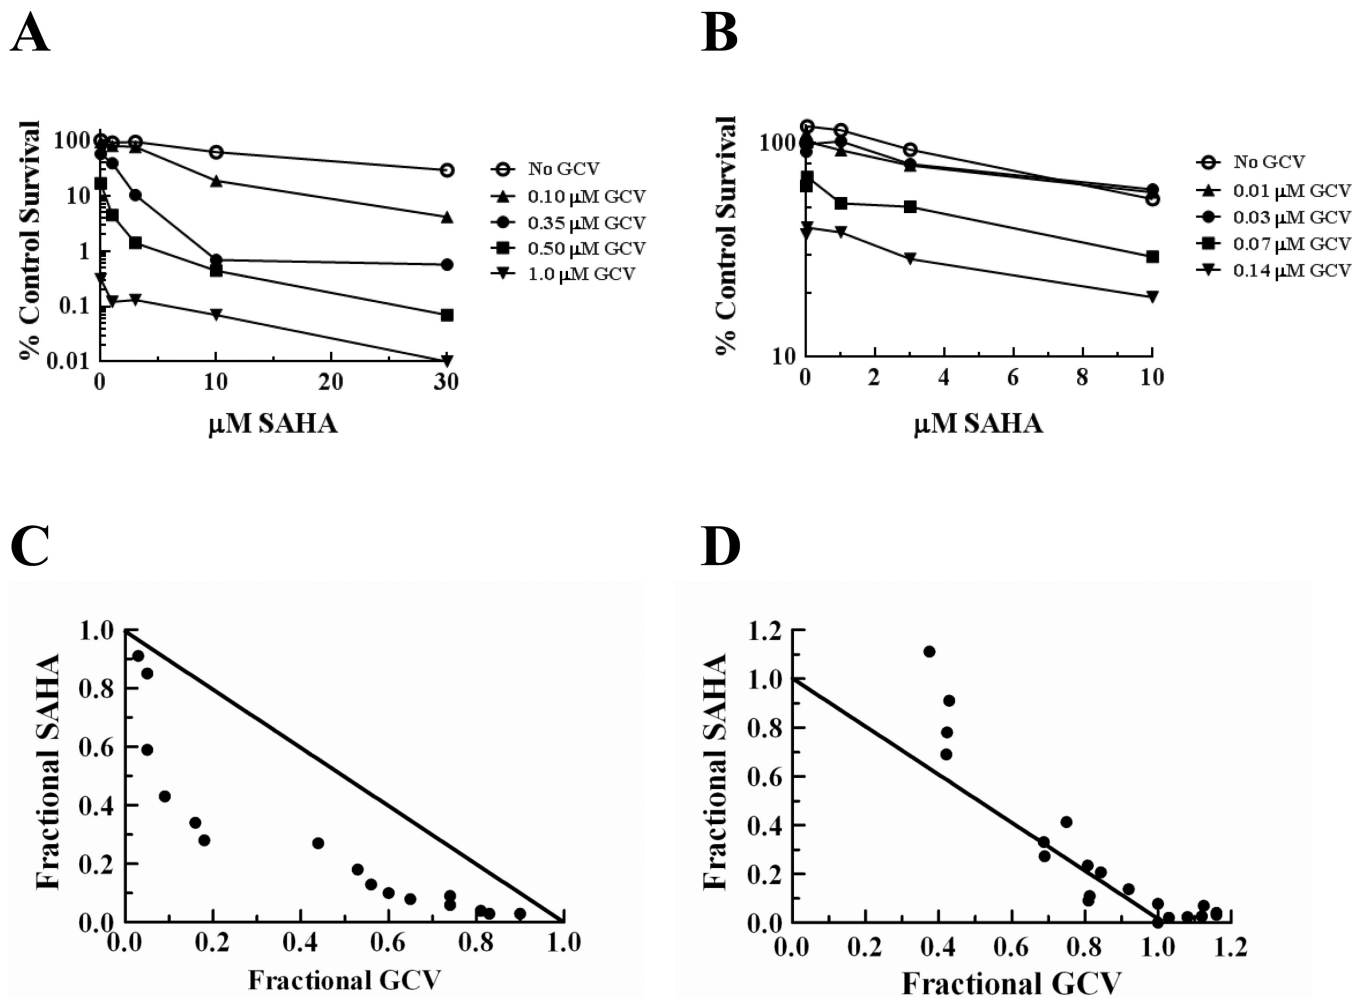 A
B
% Control Survival
100
10
1
0.1
0.01
0
10
20
30
μM SAHA
No GCV
0.10 μM GCV
0.35 μM GCV
0.50 μM GCV
1.0 μM GCV
% Control Survival
100
10
0
2
4
6
8
10
μM SAHA
No GCV
0.01 μM GCV
0.03 μM GCV
0.07 μM GCV
0.14 μM GCV
C
D
Fractional SAHA
1.0
0.8
0.6
0.4
0.2
0.0
0.0
0.2
0.4
0.6
0.8
1.0
Fractional GCV
Fractional SAHA
1.2
1.0
0.8
0.6
0.4
0.2
0.0
0.0
0.2
0.4
0.6
0.8
1.0
1.2
Fractional GCV